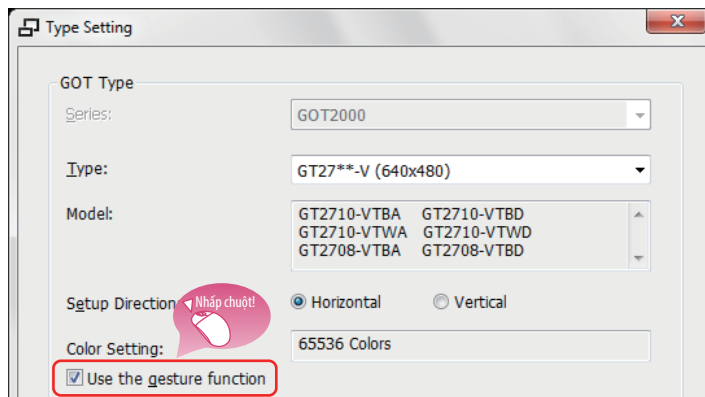 Type Setting
GOT Type
Series:
GOT2000
Type:
GT27**-V (640x480)
Model:
GT2710-VTBA GT2710-VTBD
GT2710-VTWA GT2710-VTWD
GT2708-VTBA GT2708-VTBD
Setup Direction
Nhấp chuột!
Horizontal
Vertical
Color Setting:
65536 Colors
Use the gesture function